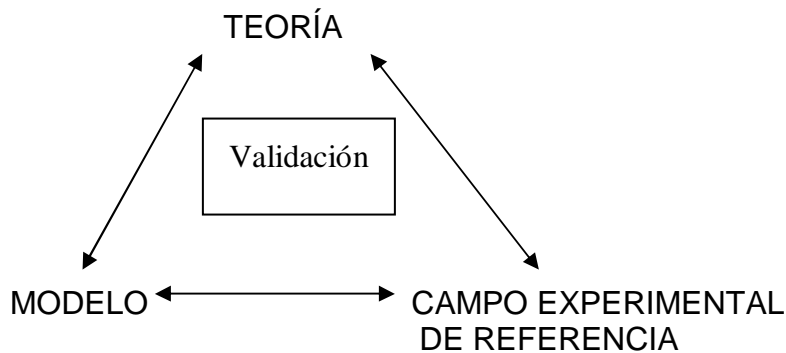 TEORÍA
Validación
MODELO
CAMPO EXPERIMENTAL
DE REFERENCIA